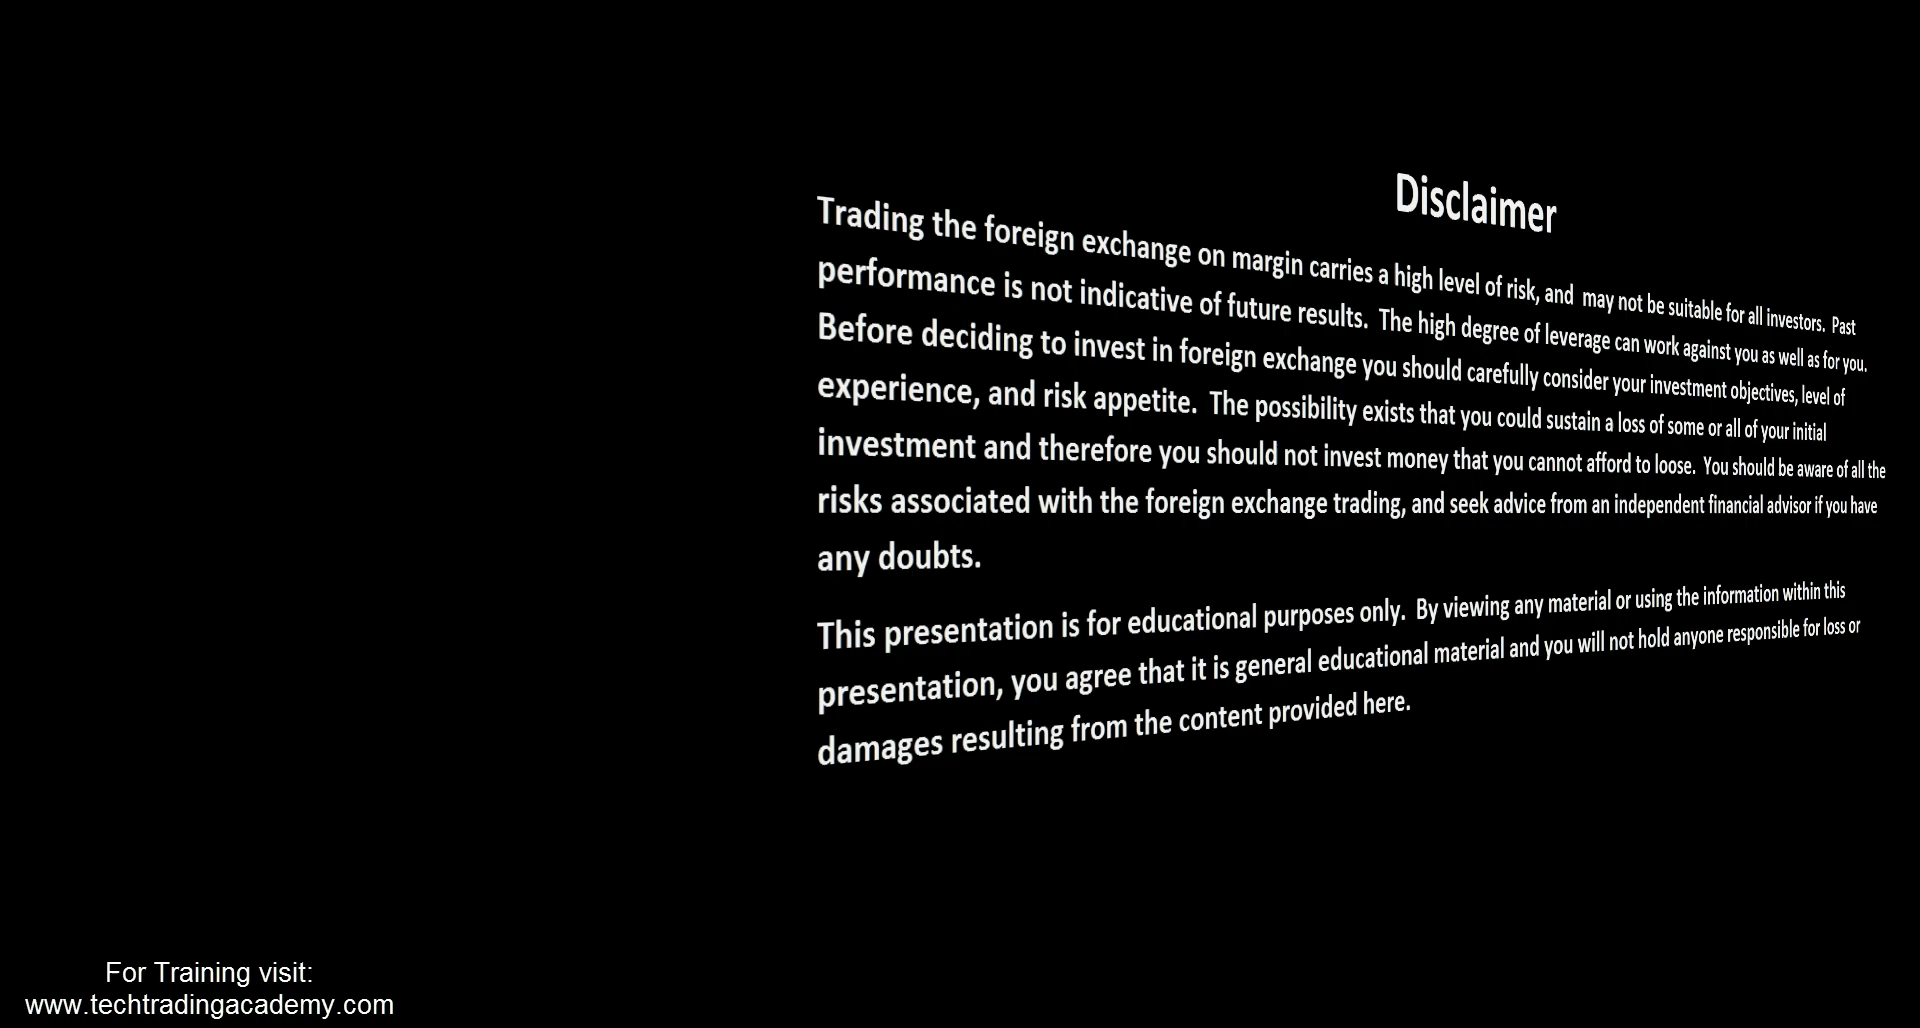 Disclaimer
Trading the foreign exchange on margin carries a high level of risk, and may not be suitable for all investors. Past
performance is not indicative of future results. The high degree of leverage can work against you as well as for you.
Before deciding to invest in foreign exchange you should carefully consider your investment objectives, level of
experience, and risk appetite. The possibility exists that you could sustain a loss of some or all of your initial
investment and therefore you should not invest money that you cannot afford to loose. You should be aware of all the
risks associated with the foreign exchange trading, and seek advice from an independent financial advisor if you have
any doubts.
This presentation is for educational purposes only. By viewing any material or using the information within this
presentation, you agree that it is general educational material and you will not hold anyone responsible for loss or
damages resulting from the content provided here.
For Training visit:
www.techtradingacademy.com